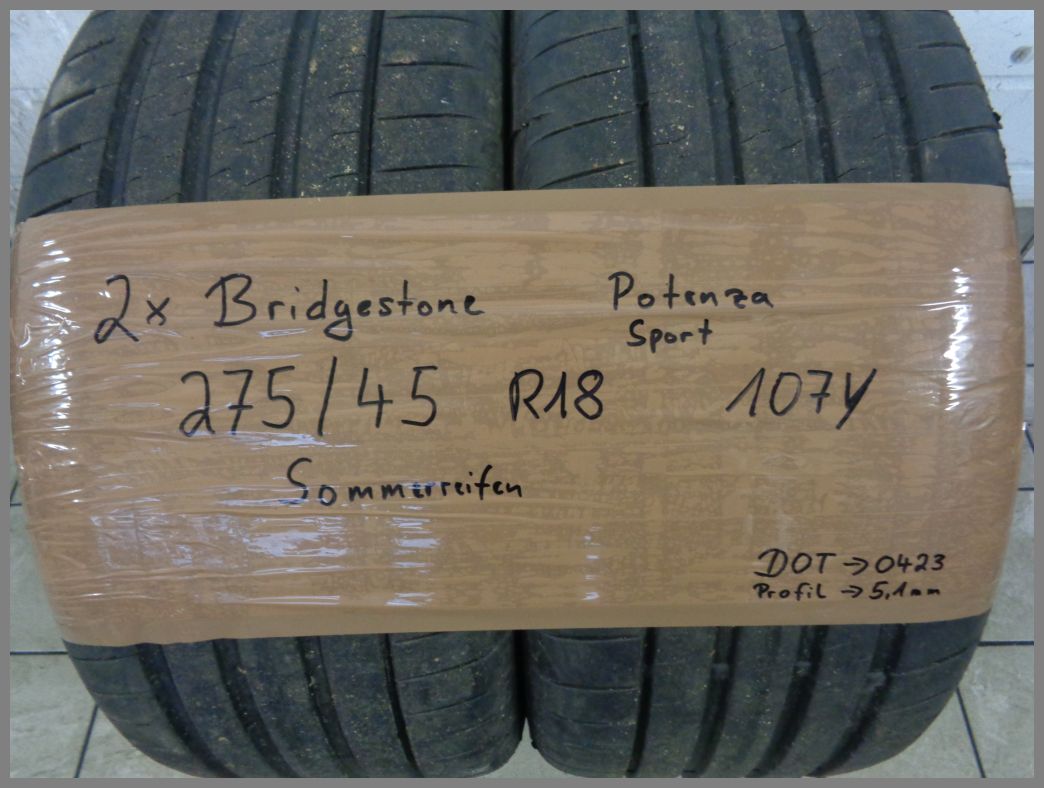 2x Bridgestone Potenza
Sport
275/45 R18 107Y
Sommerreifen
DOT → 0423
Profil → 5,1mm